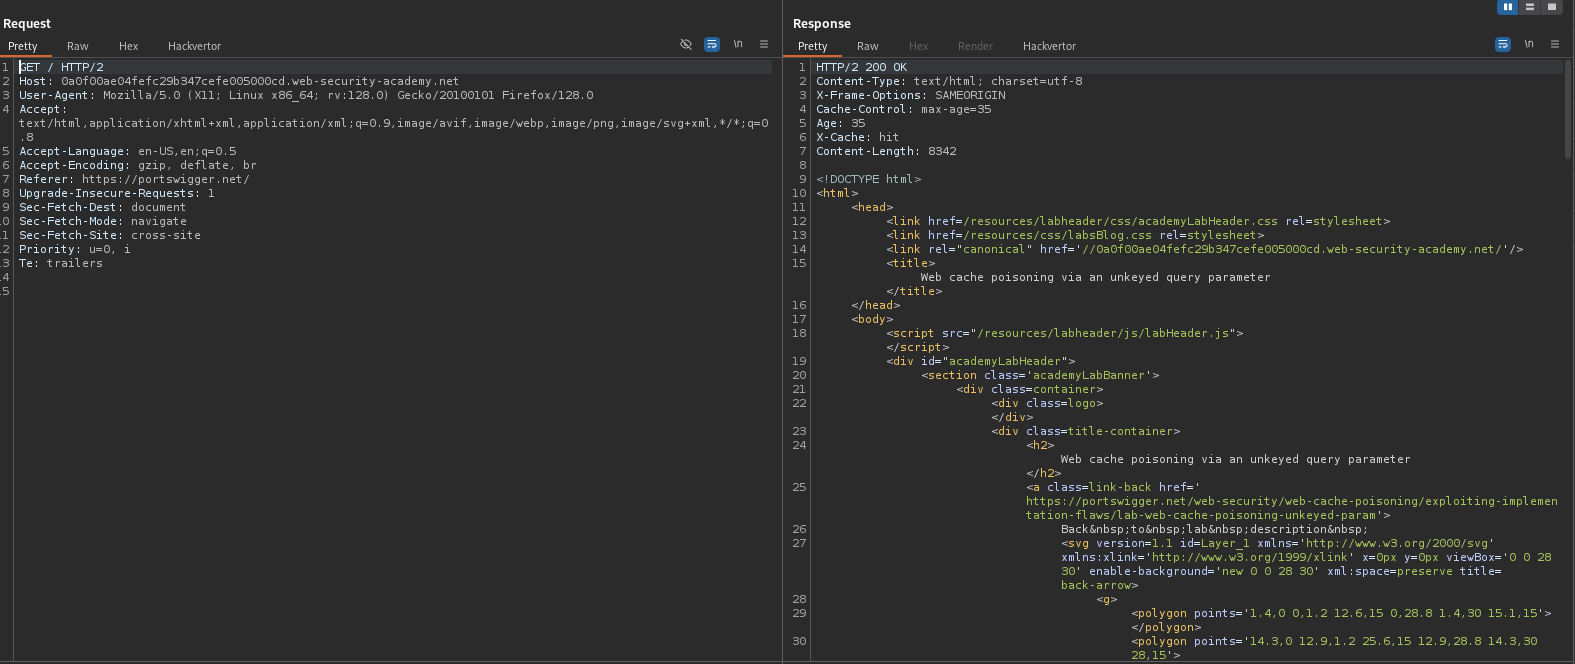 Request
Pretty Raw Hex Hackvertor
\n
1 GET / HTTP/2
2 Host: 0a0f00ae04fefc29b347cefe005000cd.web-security-academy.net
3 User-Agent: Mozilla/5.0 (X11; Linux x86_64; rv:128.0) Gecko/20100101 Firefox/128.0
4 Accept:
text/html,application/xhtml+xml,application/xml;q=0.9,image/avif,image/webp,image/png,image/svg+xml,*/*;q=0
.8
5 Accept-Language: en-US,en;q=0.5
6 Accept-Encoding: gzip, deflate, br
7 Referer: https://portswigger.net/
8 Upgrade-Insecure-Requests: 1
9 Sec-Fetch-Dest: document
0 Sec-Fetch-Mode: navigate
1 Sec-Fetch-Site: cross-site
2 Priority: u=0, i
3 Te: trailers
4
5
Response
Pretty Raw Hex Render Hackvertor
\n
1 HTTP/2 200 OK
2 Content-Type: text/html; charset=utf-8
3 X-Frame-Options: SAMEORIGIN
4 Cache-Control: max-age=35
5 Age: 35
6 X-Cache: hit
7 Content-Length: 8342
8
9 <!DOCTYPE html>
10 <html>
11 <head>
12 <link href=/resources/labheader/css/academyLabHeader.css rel=stylesheet>
13 <link href=/resources/css/labsBlog.css rel=stylesheet>
14 <link rel="canonical" href='//0a0f00ae04fefc29b347cefe005000cd.web-security-academy.net/'/>
15 <title>
Web cache poisoning via an unkeyed query parameter
</title>
16 </head>
17 <body>
18 <script src="/resources/labheader/js/labHeader.js">
</script>
19 <div id="academyLabHeader">
20 <section class='academyLabBanner'>
21 <div class=container>
22 <div class=logo>
</div>
23 <div class=title-container>
24 <h2>
Web cache poisoning via an unkeyed query parameter
</h2>
25 <a class=link-back href='
https://portswigger.net/web-security/web-cache-poisoning/exploiting-implemen
tation-flaws/lab-web-cache-poisoning-unkeyed-param'>
26 Back&nbsp;to&nbsp;lab&nbsp;description&nbsp;
27 <svg version=1.1 id=Layer_1 xmlns='http://www.w3.org/2000/svg'
xmlns:xlink='http://www.w3.org/1999/xlink' x=0px y=0px viewBox='0 0 28
30' enable-background='new 0 0 28 30' xml:space=preserve title=
back-arrow>
28 <g>
29 <polygon points='1.4,0 0,1.2 12.6,15 0,28.8 1.4,30 15.1,15'>
</polygon>
30 <polygon points='14.3,0 12.9,1.2 25.6,15 12.9,28.8 14.3,30
28,15'>